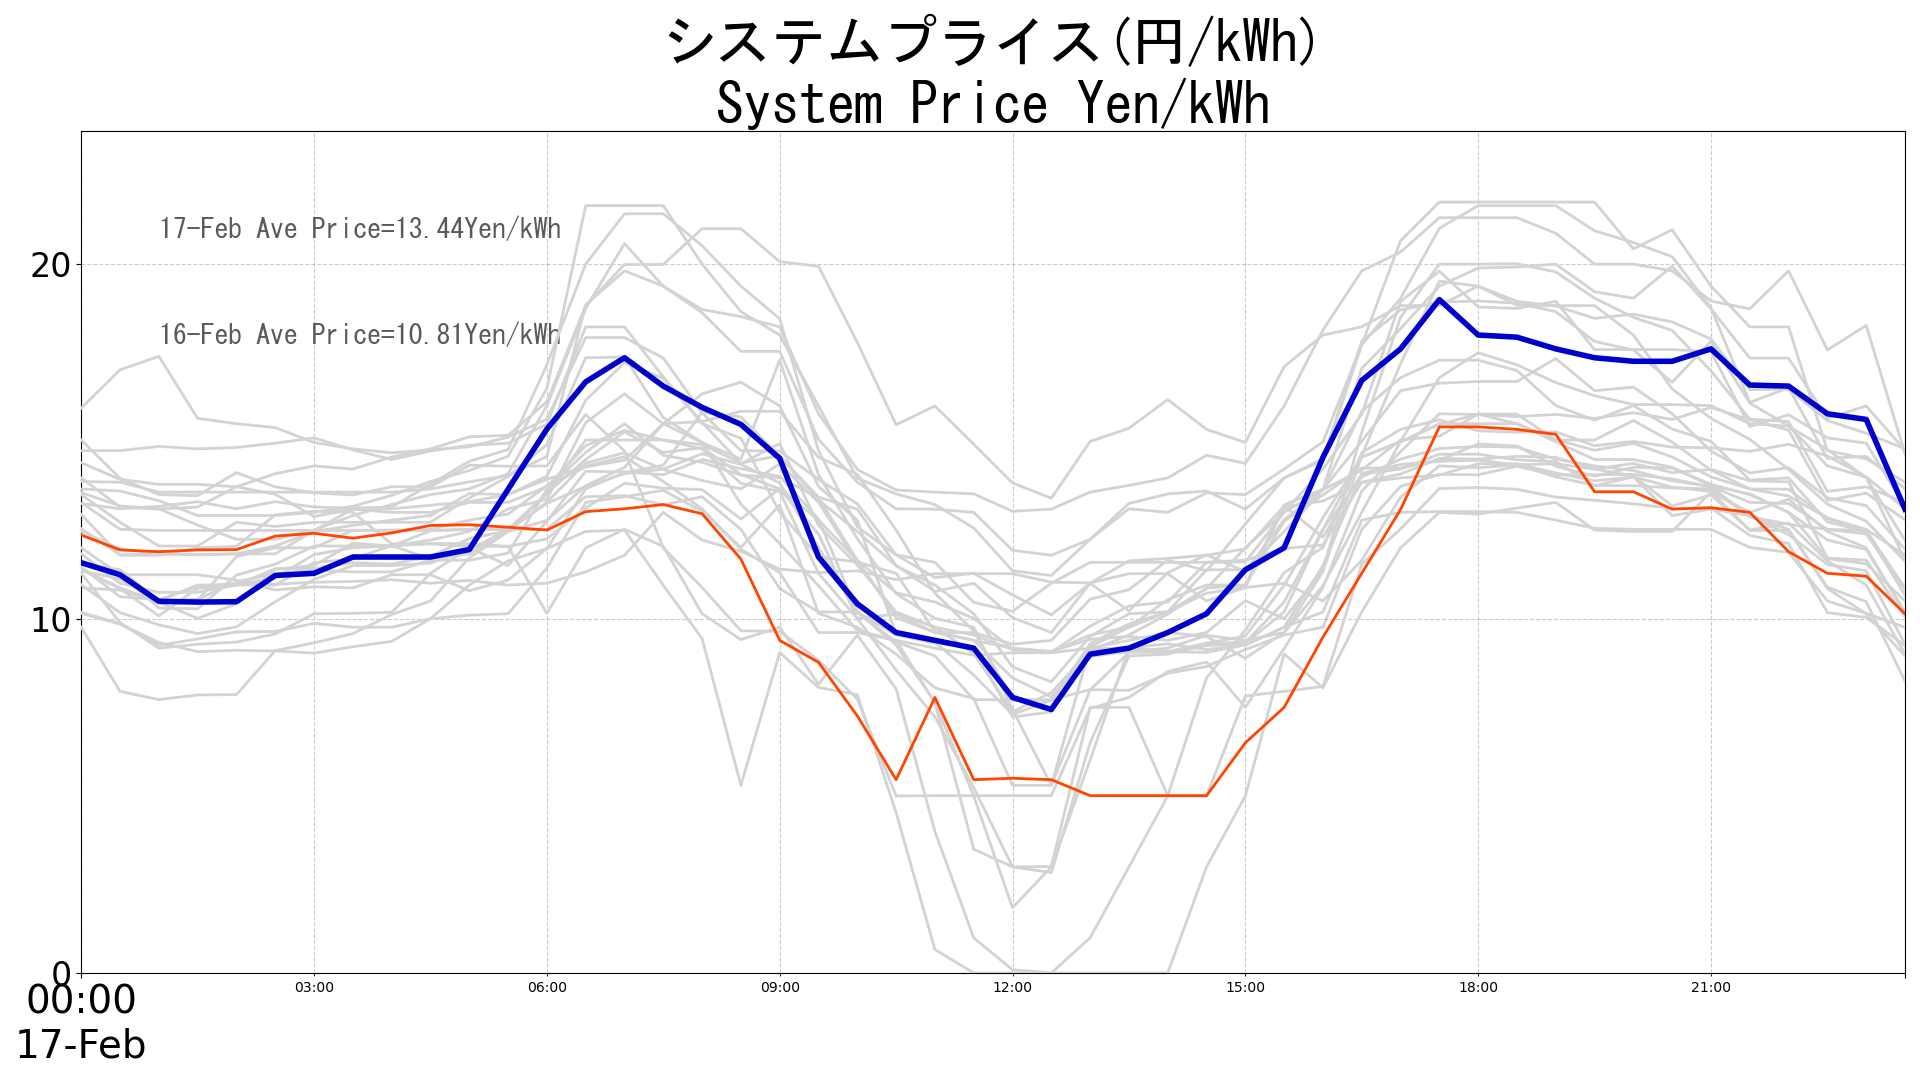 システムプライス(円/kWh)
System Price Yen/kWh
17-Feb Ave Price=13.44Yen/kWh
20
16-Feb Ave Price=10.81Yen/kWh
10
0
00:00
03:00
06:00
09:00
12:00
15:00
18:00
21:00
17-Feb